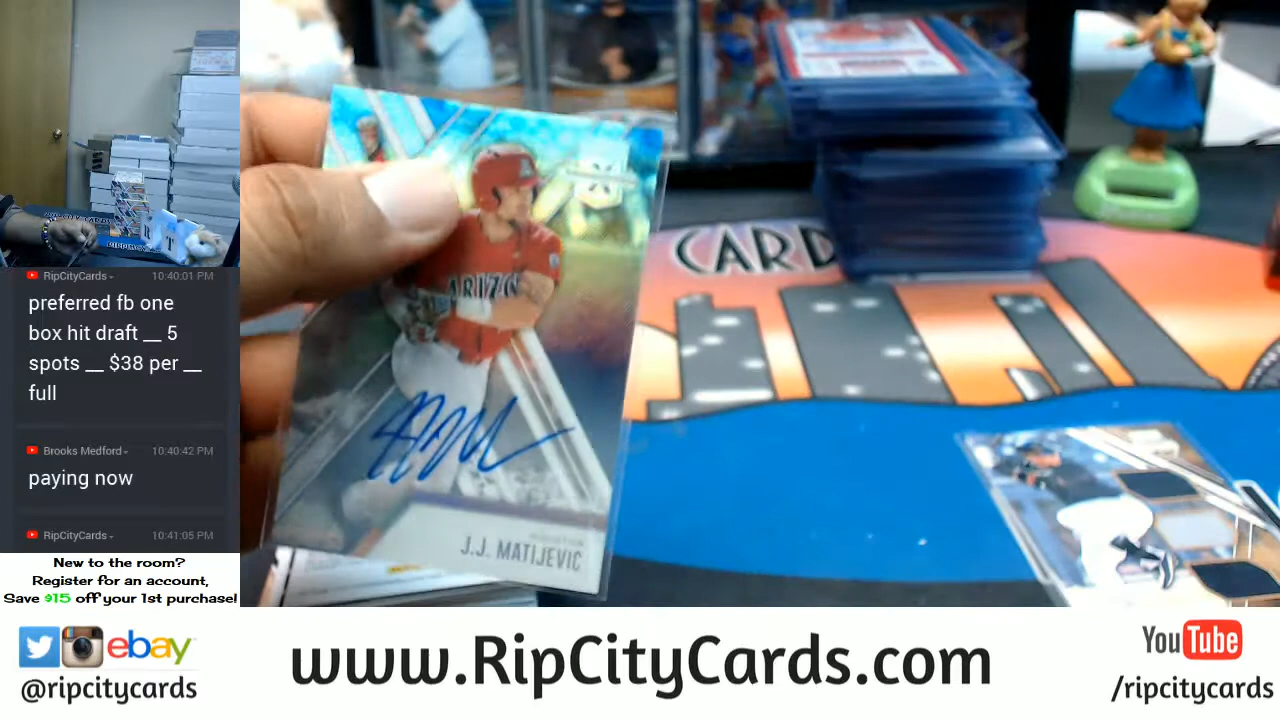 RipCityCards 10:40:01 PM
preferred fb one
box hit draft __ 5
spots __ $38 per __
full
Brooks Medford 10:40:42 PM
paying now
RipCityCards 10:41:05 PM
New to the room?
Register for an account,
Save $15 off your 1st purchase!
ARIZO
J.J. MATIJEVIC
CARD
ebay
@ripcitycards
www.RipCityCards.com
YouTube
/ripcitycards